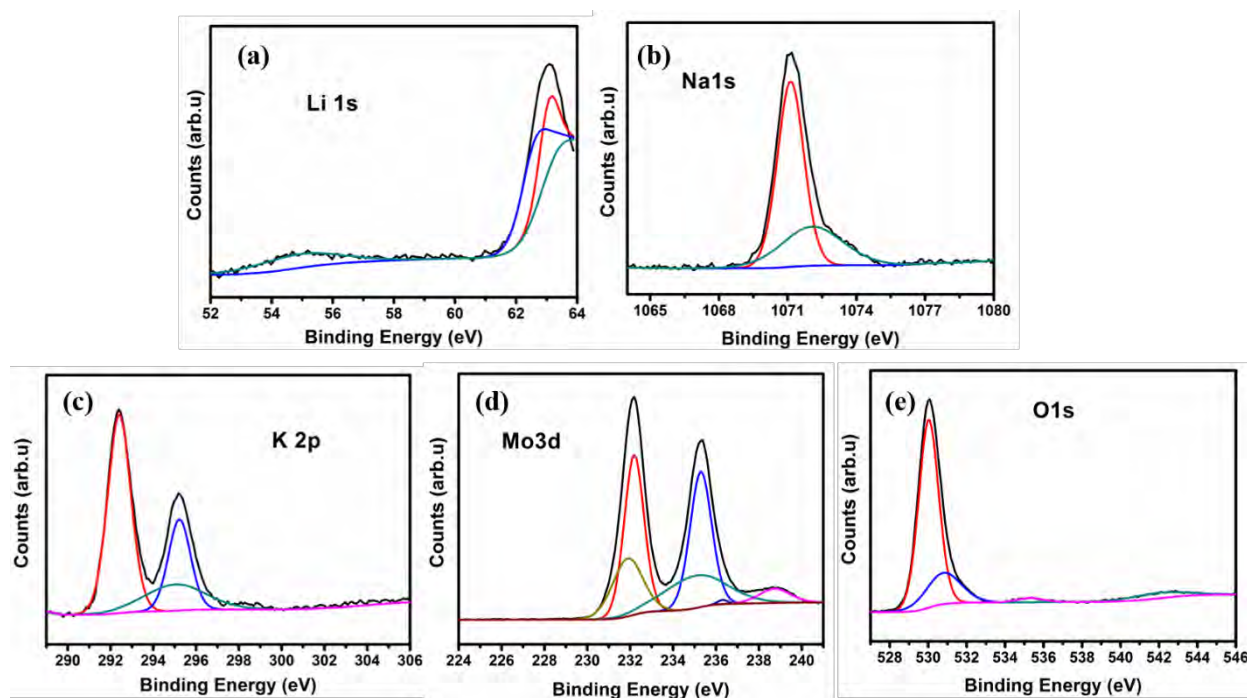 (a)
Li 1s
Counts (arb.u)
52 54 56 58 60 62 64
Binding Energy (eV)
(b)
Na1s
Counts (arb.u)
1065 1068 1071 1074 1077 1080
Binding Energy (eV)
(c)
K 2p
Counts (arb.u)
290 292 294 296 298 300 302 304 306
Binding Energy (eV)
(d)
Mo3d
Counts (arb.u)
224 226 228 230 232 234 236 238 240
Binding Energy (eV)
(e)
O1s
Counts (arb.u)
528 530 532 534 536 538 540 542 544 546
Binding Energy (eV)